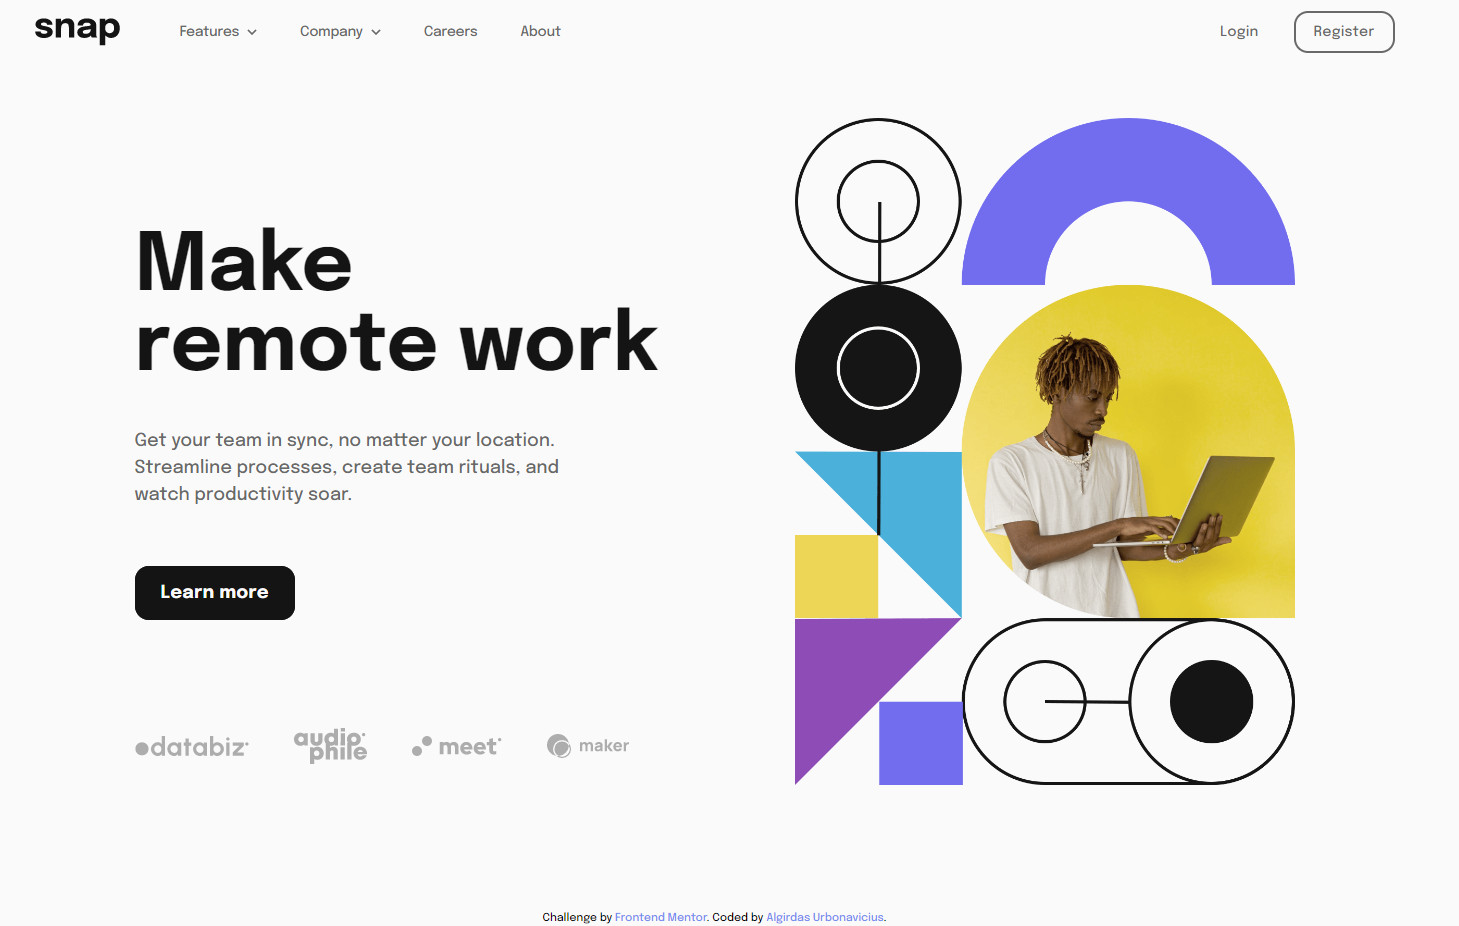 snap
Features
Company
Careers
About
Login
Register
Make
remote work
Get your team in sync, no matter your location.
Streamline processes, create team rituals, and
watch productivity soar.
Learn more
databiz
audio
phile
meet
maker
Challenge by Frontend Mentor. Coded by Algirdas Urbonavicius.